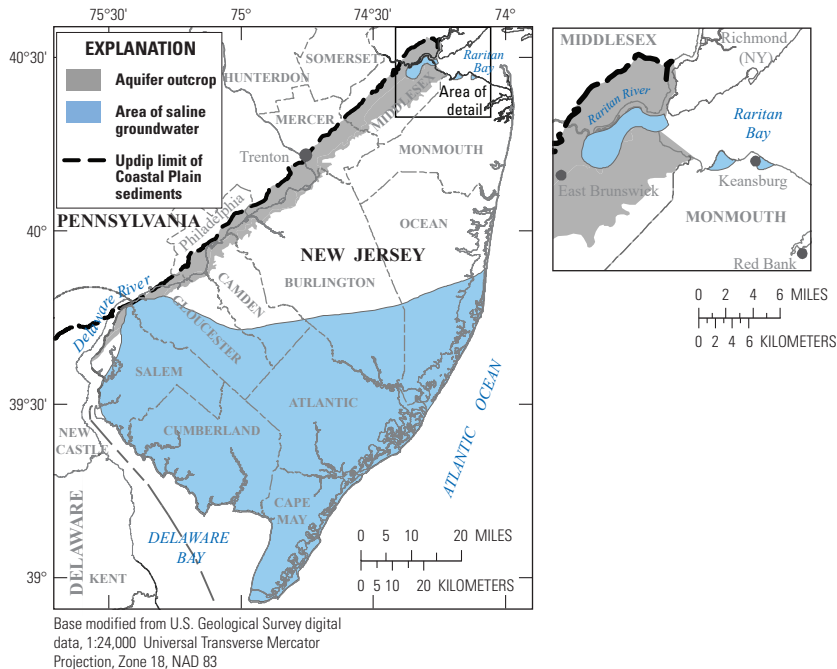 75°30'
75°
74°30'
74°
40°30'
40°
39°30'
39°
EXPLANATION
Aquifer outcrop
Area of saline
groundwater
Updip limit of
Coastal Plain
sediments
SOMERSET
HUNTERDON
MERCER
MIDDLESEX
Raritan
Bay
Area of
detail
Trenton
MONMOUTH
PENNSYLVANIA
Philadelphia
OCEAN
NEW JERSEY
BURLINGTON
CAMDEN
GLOUCESTER
Delaware River
SALEM
ATLANTIC
CUMBERLAND
NEW
CASTLE
CAPE
MAY
ATLANTIC OCEAN
DELAWARE
BAY
DELAWARE
KENT
0 5 10 20 MILES
0 5 10 20 KILOMETERS
Base modified from U.S. Geological Survey digital
data, 1:24,000 Universal Transverse Mercator
Projection, Zone 18, NAD 83
MIDDLESEX
Richmond
(NY)
Raritan River
Raritan
Bay
East Brunswick
Keansburg
MONMOUTH
Red Bank
0 2 4 6 MILES
0 2 4 6 KILOMETERS